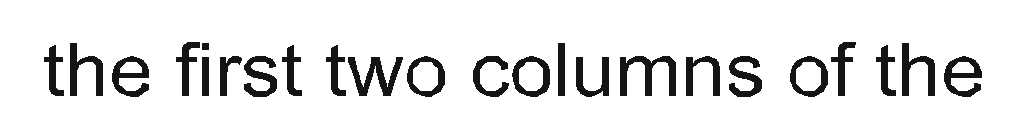 the first two columns of the